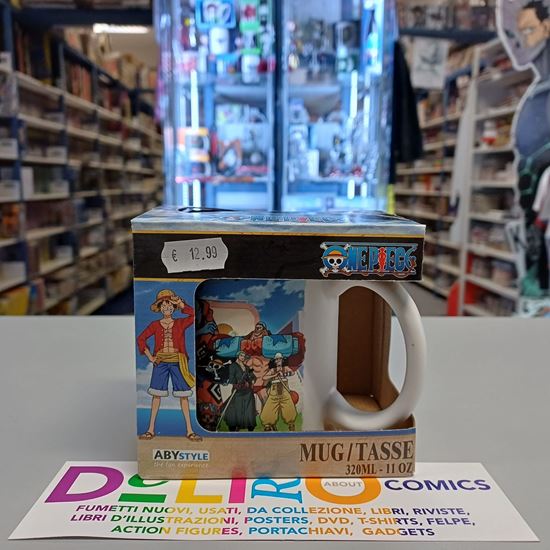 € 12,99
ONE PIECE
ABYSTYLE
the fan experience
MUG/TASSE
320ML - 11 OZ
DELIRIO ABOUT COMICS
FUMETTI NUOVI, USATI, DA COLLEZIONE, LIBRI, RIVISTE,
LIBRI D'ILLUSTRAZIONI, POSTERS, DVD, T-SHIRTS, FELPE,
ACTION FIGURES, PORTACHIAVI, GADGETS